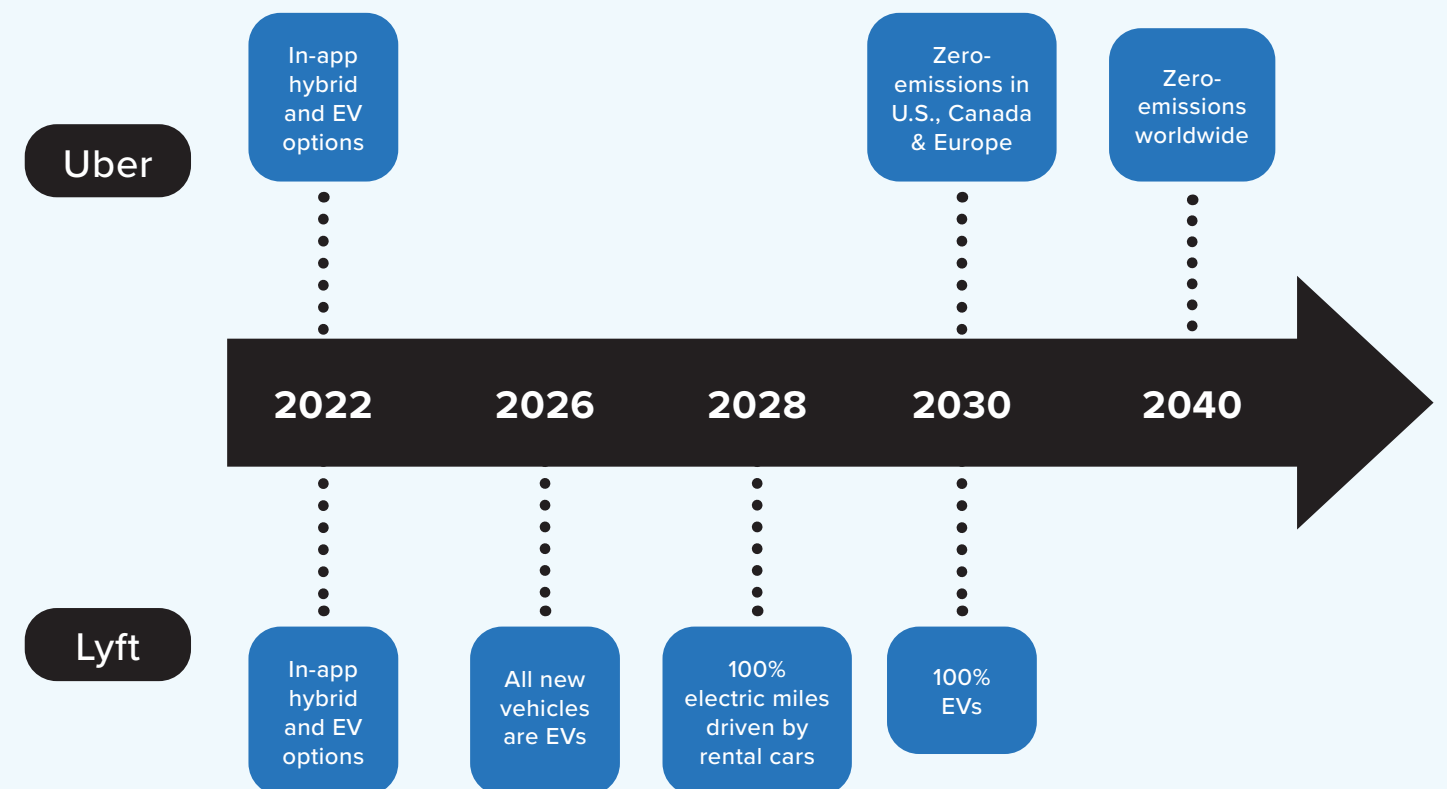 In-app
hybrid
and EV
options
Zero-
emissions in
U.S., Canada
& Europe
Zero-
emissions
worldwide
Uber
2022
2026
2028
2030
2040
Lyft
In-app
hybrid
and EV
options
All new
vehicles
are EVs
100%
electric miles
driven by
rental cars
100%
EVs